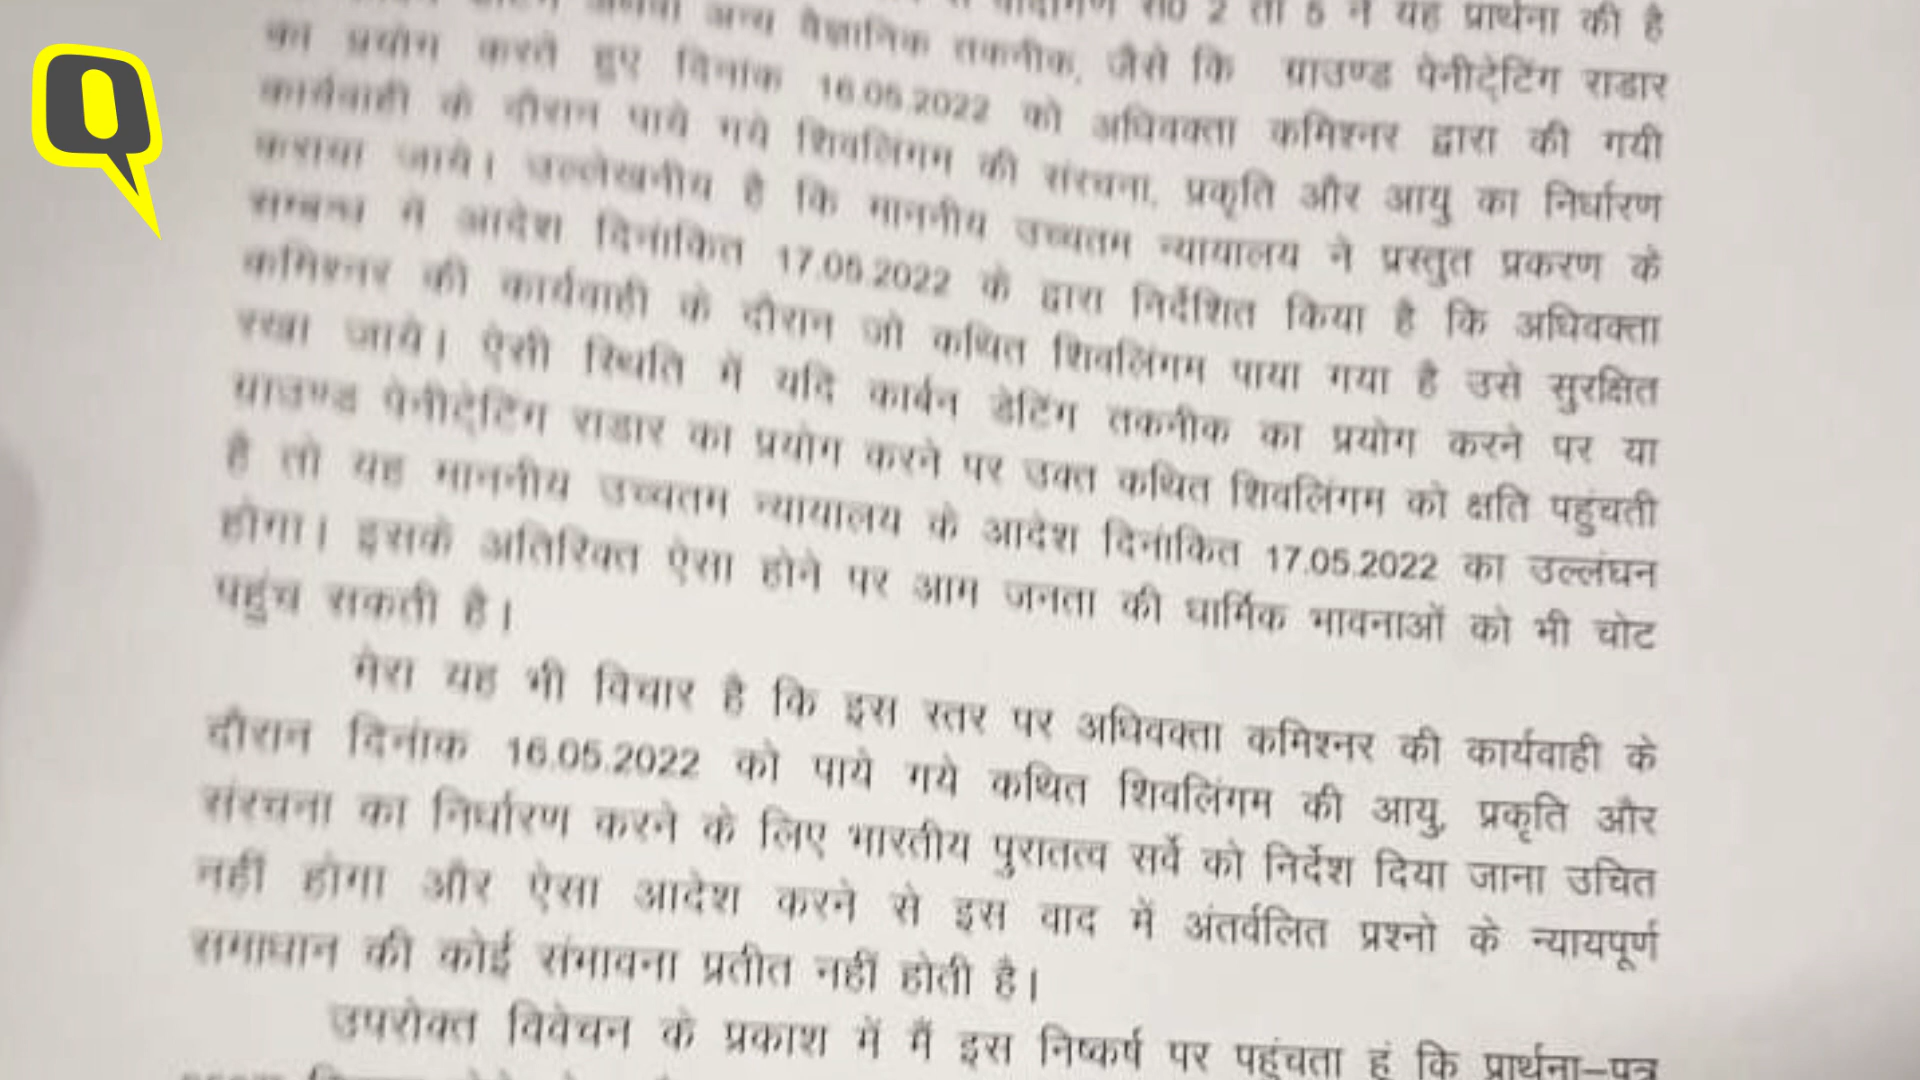 अथवा अन्य वैज्ञानिक तकनीक, जैसे कि ग्राउण्ड पेनीट्रेटिंग राडार
का प्रयोग करते हुए दिनांक 16.05.2022 को अधिवक्ता कमिश्नर द्वारा की गयी
कार्यवाही के दौरान पाये गये शिवलिंगम की संरचना, प्रकृति और आयु का निर्धारण
कराया जाये। उल्लेखनीय है कि माननीय उच्चतम न्यायालय ने प्रस्तुत प्रकरण के
सम्बन्ध में आदेश दिनांकित 17.05.2022 के द्वारा निर्देशित किया है कि अधिवक्ता
कमिश्नर की कार्यवाही के दौरान जो कथित शिवलिंगम पाया गया है उसे सुरक्षित
रखा जाये। ऐसी स्थिति में यदि कार्बन डेटिंग तकनीक का प्रयोग करने पर या
ग्राउण्ड पेनीट्रेटिंग राडार का प्रयोग करने पर उक्त कथित शिवलिंगम को क्षति पहुंचती
है तो यह माननीय उच्चतम न्यायालय के आदेश दिनांकित 17.05.2022 का उल्लंघन
होगा। इसके अतिरिक्त ऐसा होने पर आम जनता की धार्मिक भावनाओं को भी चोट
पहुंच सकती है।
मेरा यह भी विचार है कि इस स्तर पर अधिवक्ता कमिश्नर की कार्यवाही के
दौरान दिनांक 16.05.2022 को पाये गये कथित शिवलिंगम की आयु, प्रकृति और
संरचना का निर्धारण करने के लिए भारतीय पुरातत्व सर्वे को निर्देश दिया जाना उचित
नहीं होगा और ऐसा आदेश करने से इस वाद में अंतर्वलित प्रश्नो के न्यायपूर्ण
समाधान की कोई संभावना प्रतीत नहीं होती है।
उपरोक्त विवेचन के प्रकाश में मैं इस निष्कर्ष पर पहुंचता हूं कि प्रार्थना-पत्र